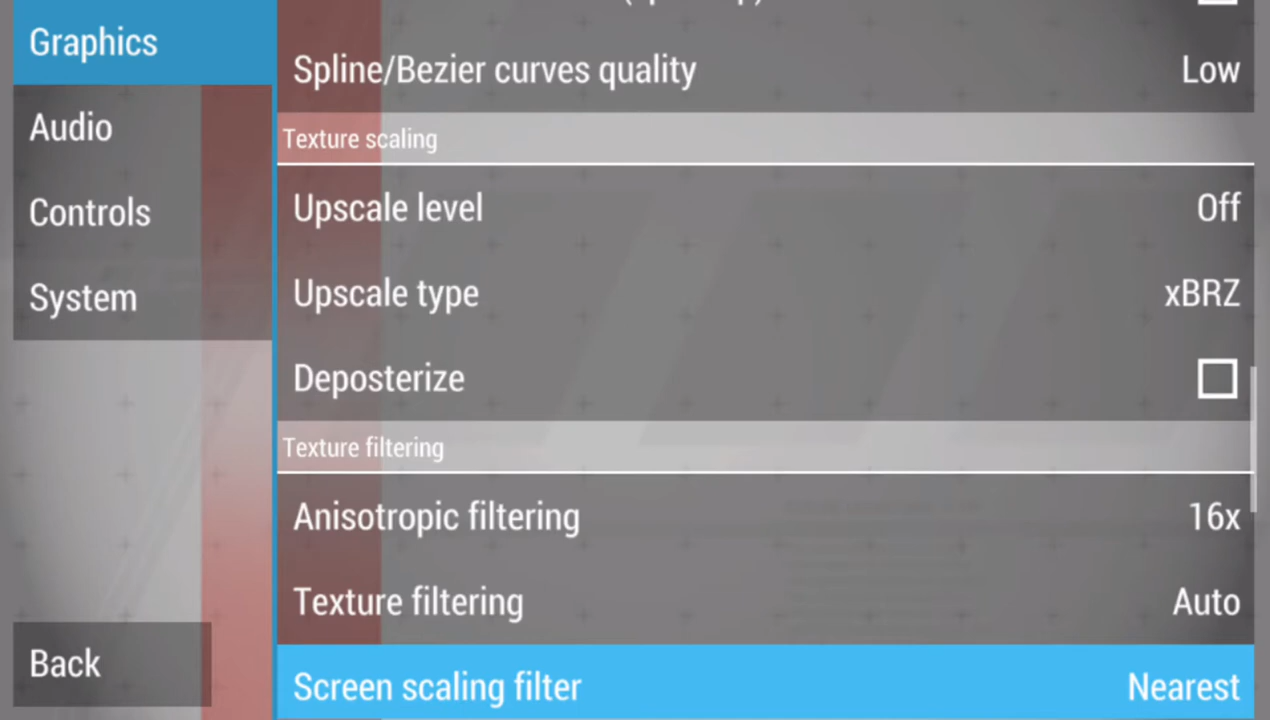 Graphics
Audio
Controls
System
Back
Spline/Bezier curves quality Low
Texture scaling
Upscale level Off
Upscale type xBRZ
Deposterize
Texture filtering
Anisotropic filtering 16x
Texture filtering Auto
Screen scaling filter Nearest